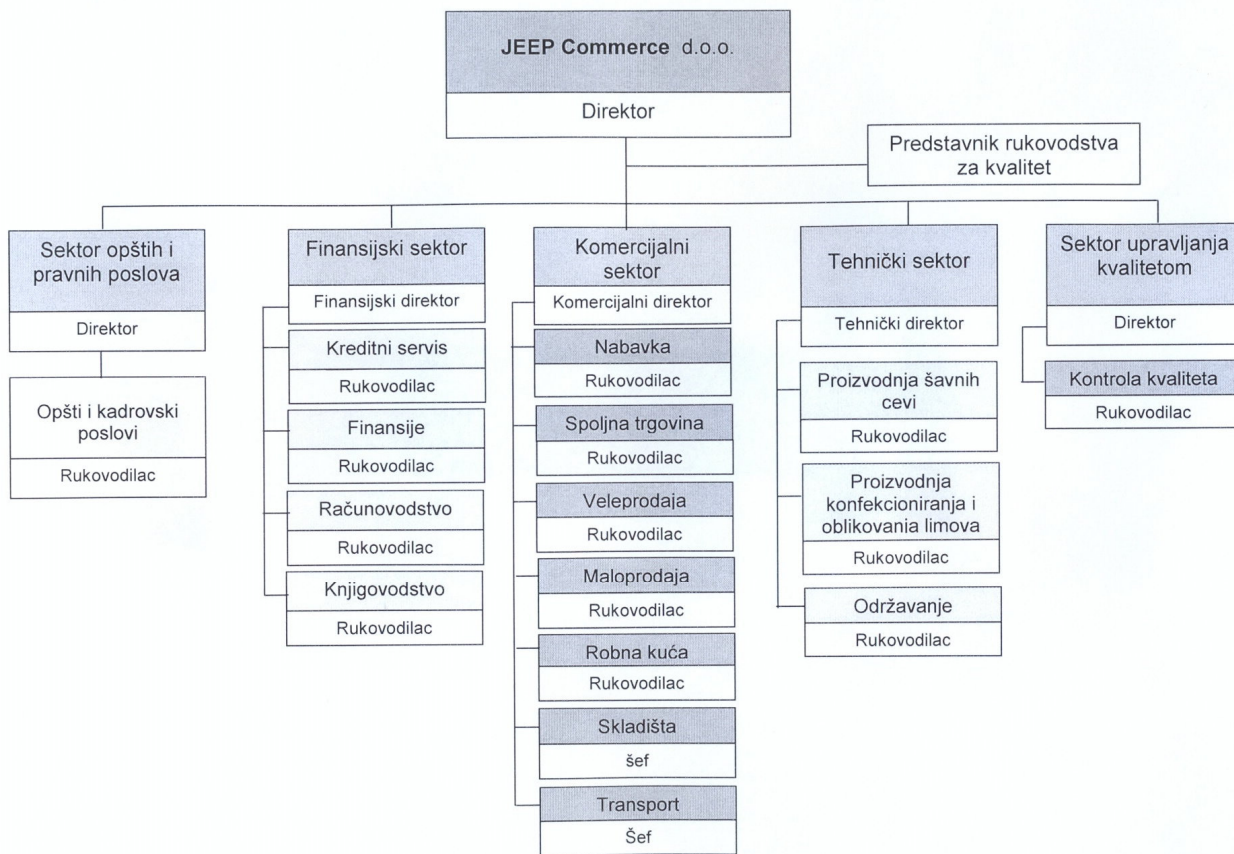 JEEP Commerce d.o.o.
Direktor
Predstavnik rukovodstva
za kvalitet
Sektor opštih i
pravnih poslova
Direktor
Opšti i kadrovski
poslovi
Rukovodilac
Finansijski sektor
Finansijski direktor
Kreditni servis
Rukovodilac
Finansije
Rukovodilac
Računovodstvo
Rukovodilac
Knjigovodstvo
Rukovodilac
Komercijalni
sektor
Komercijalni direktor
Nabavka
Rukovodilac
Spoljna trgovina
Rukovodilac
Veleprodaja
Rukovodilac
Maloprodaja
Rukovodilac
Robna kuća
Rukovodilac
Skladišta
šef
Transport
Šef
Tehnički sektor
Tehnički direktor
Proizvodnja šavnih
cevi
Rukovodilac
Proizvodnja
konfekcioniranja i
oblikovania limova
Rukovodilac
Održavanje
Rukovodilac
Sektor upravljanja
kvalitetom
Direktor
Kontrola kvaliteta
Rukovodilac